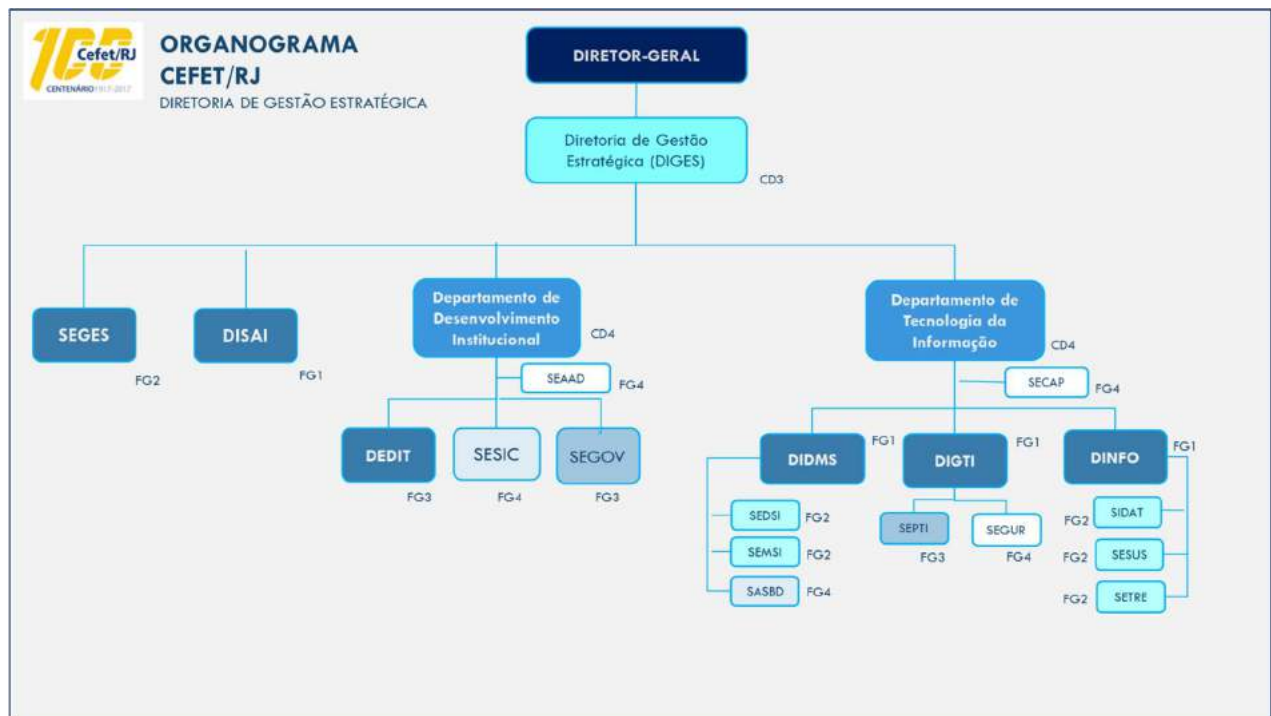 100
Cefet/RJ
CENTENÁRIO 1917-2017
ORGANOGRAMA
CEFET/RJ
DIRETORIA DE GESTÃO ESTRATÉGICA
DIRETOR-GERAL
Diretoria de Gestão
Estratégica (DIGES)
CD3
SEGES
FG2
DISAI
FG1
Departamento de
Desenvolvimento
Institucional
CD4
SEAAD
FG4
DEDIT
FG3
SESIC
FG4
SEGOV
FG3
Departamento de
Tecnologia da
Informação
CD4
SECAP
FG4
DIDMS
FG1
SEDSI
FG2
SEMSI
FG2
SASBD
FG4
DIGTI
FG1
SEPTI
FG3
SEGUR
FG4
DINFO
FG1
SIDAT
FG2
SESUS
FG2
SETRE
FG2